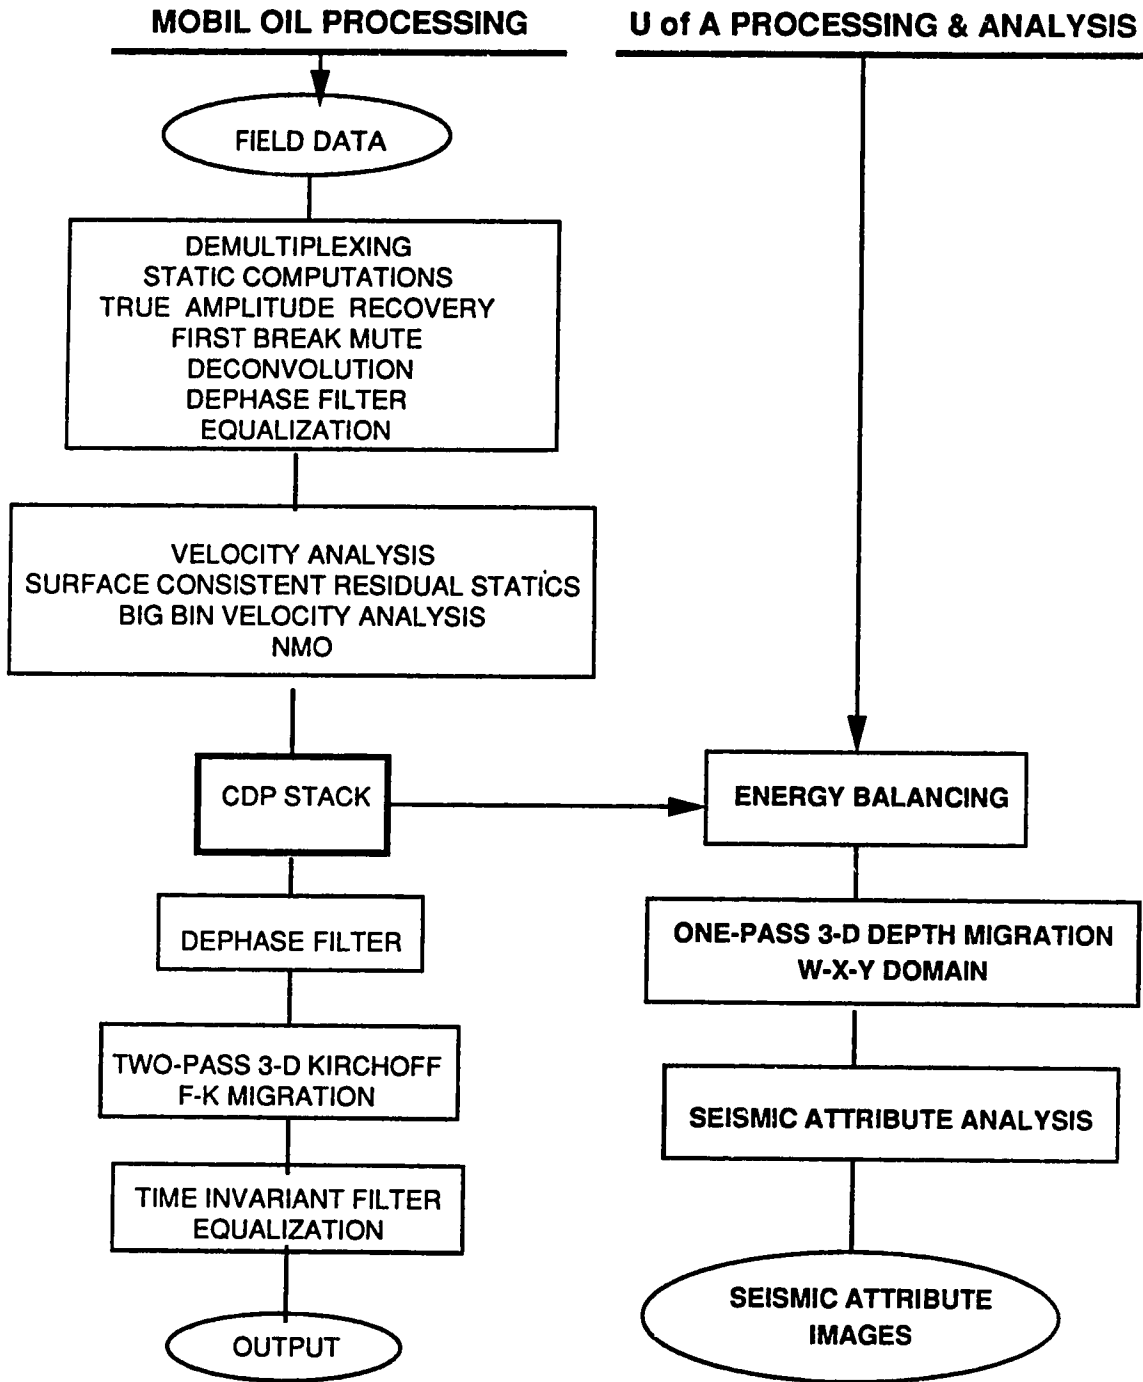 MOBIL OIL PROCESSING
FIELD DATA
DEMULTIPLEXING
STATIC COMPUTATIONS
TRUE AMPLITUDE RECOVERY
FIRST BREAK MUTE
DECONVOLUTION
DEPHASE FILTER
EQUALIZATION
VELOCITY ANALYSIS
SURFACE CONSISTENT RESIDUAL STATICS
BIG BIN VELOCITY ANALYSIS
NMO
CDP STACK
DEPHASE FILTER
TWO-PASS 3-D KIRCHOFF
F-K MIGRATION
TIME INVARIANT FILTER
EQUALIZATION
OUTPUT
U of A PROCESSING & ANALYSIS
ENERGY BALANCING
ONE-PASS 3-D DEPTH MIGRATION
W-X-Y DOMAIN
SEISMIC ATTRIBUTE ANALYSIS
SEISMIC ATTRIBUTE
IMAGES